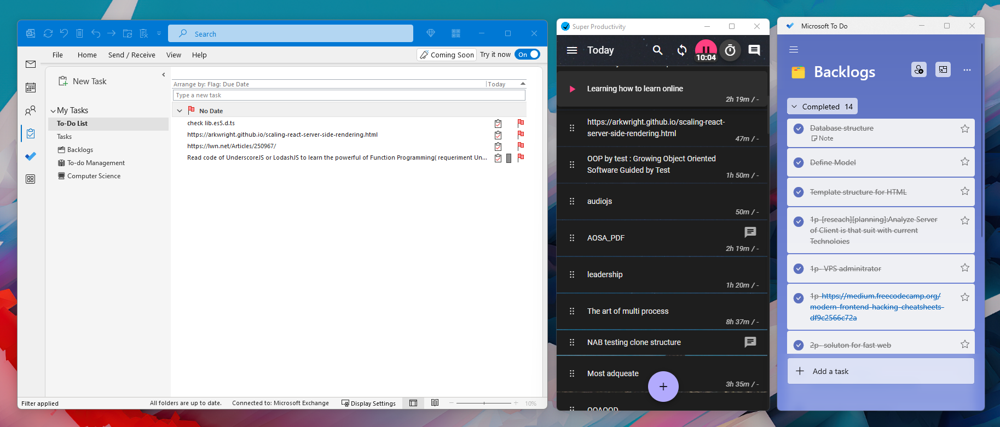 Search
File Home Send / Receive View Help
Coming Soon Try it now On
New Task
My Tasks
To-Do List
Tasks
Backlogs
To-do Management
Computer Science
Arrange by: Flag: Due Date Today
Type a new task
No Date
check lib.es5.d.ts
https://arkwright.github.io/scaling-react-server-side-rendering.html
https://lwn.net/Articles/250967/
Read code of UnderscoreJS or LodashJS to learn the powerful of Function Programming( requeriment Un...
Filter applied
All folders are up to date. Connected to: Microsoft Exchange Display Settings 10%
Super Productivity
Today
10:04
Learning how to learn online
2h 19m / -
https://arkwright.github.io/scaling-react-
server-side-rendering.html
47m / -
OOP by test : Growing Object Oriented
Software Guided by Test
1h 50m / -
audiojs
50m / -
AOSA_PDF
2h 19m / -
leadership
1h 20m / -
The art of multi process
8h 37m / -
NAB testing clone structure
Most adqueate
3h 35m / -
Microsoft To Do
Backlogs
Completed 14
Database structure
Note
Define Model
Template structure for HTML
1p-[reseach][planning]:Analyze Server
of Client is that suit with current
Technoloies
1p- VPS adminitrator
1p-https://medium.freecodecamp.org/
modern-frontend-hacking-cheatsheets-
df9c2566c72a
2p- soluton for fast web
Add a task